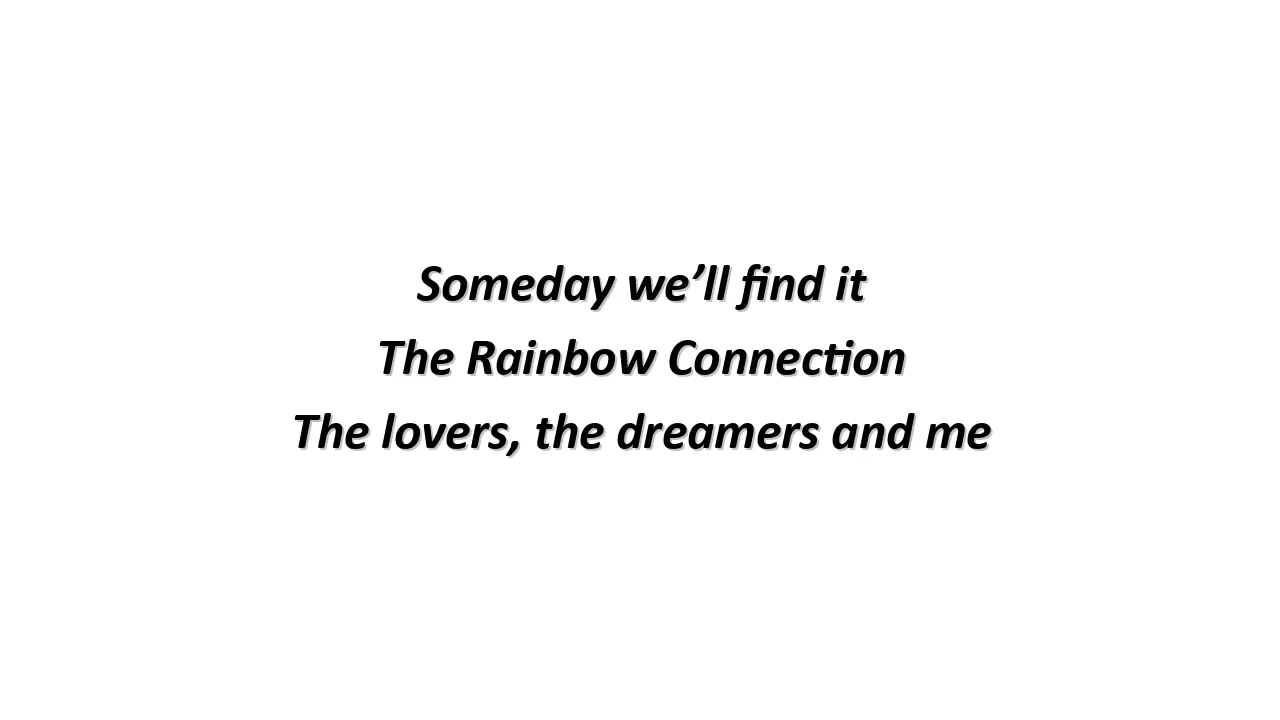 Someday we’ll find it
The Rainbow Connection
The lovers, the dreamers and me